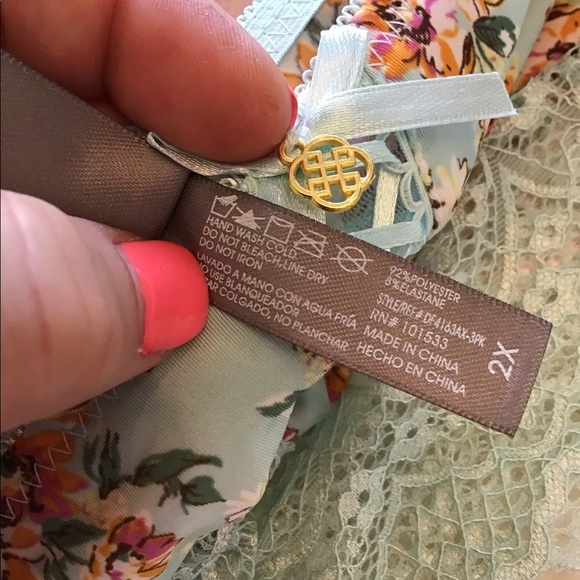 HAND WASH COLD
DO NOT BLEACH-LINE DRY
DO NOT IRON
LAVADO A MANO CON AGUA FRÍA
NO USE BLANQUEADOR
COLGADO, NO PLANCHAR
92% POLYESTER
8% ELASTANE
STYLE/REF# DF4163AX-3PK
RN# 101533
MADE IN CHINA
HECHO EN CHINA
2X